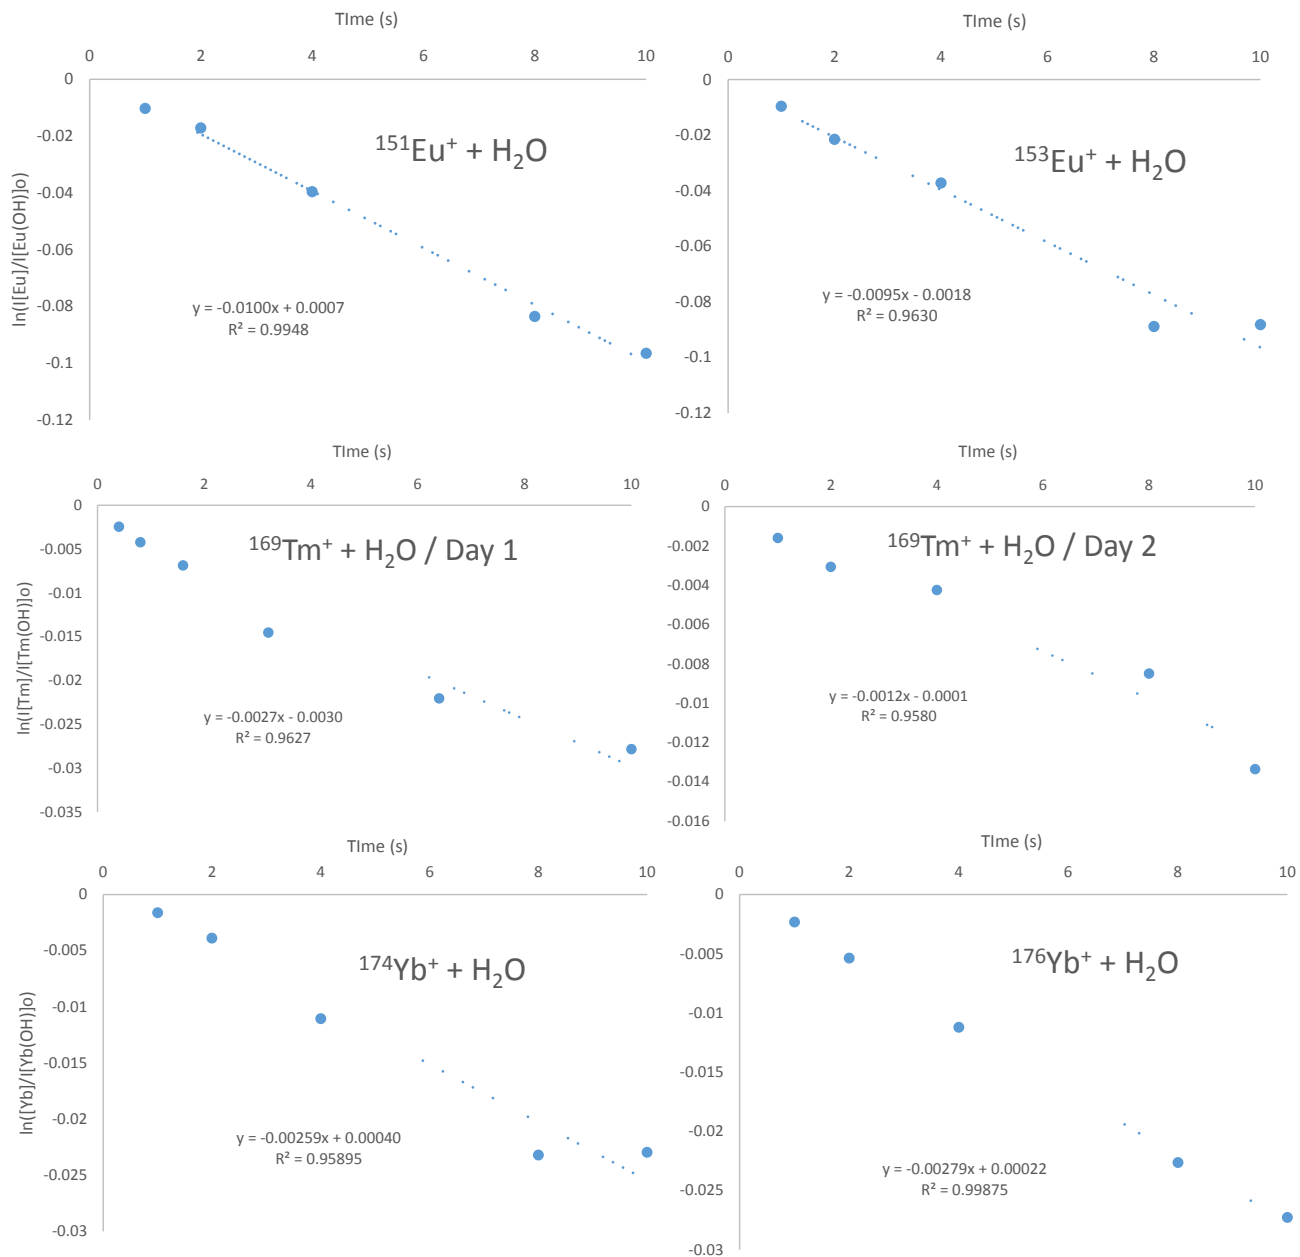 TIme (s)
0 2 4 6 8 10
0
-0.02
-0.04
-0.06
-0.08
-0.1
-0.12
ln(I[Eu]/I[Eu(OH)]o)
¹⁵¹Eu⁺ + H₂O
y = -0.0100x + 0.0007
R² = 0.9948
TIme (s)
0 2 4 6 8 10
0
-0.02
-0.04
-0.06
-0.08
-0.1
-0.12
¹⁵³Eu⁺ + H₂O
y = -0.0095x - 0.0018
R² = 0.9630
TIme (s)
0 2 4 6 8 10
0
-0.005
-0.01
-0.015
-0.02
-0.025
-0.03
-0.035
ln(I[Tm]/I[Tm(OH)]o)
¹⁶⁹Tm⁺ + H₂O / Day 1
y = -0.0027x - 0.0030
R² = 0.9627
TIme (s)
0 2 4 6 8 10
0
-0.002
-0.004
-0.006
-0.008
-0.01
-0.012
-0.014
-0.016
¹⁶⁹Tm⁺ + H₂O / Day 2
y = -0.0012x - 0.0001
R² = 0.9580
TIme (s)
0 2 4 6 8 10
0
-0.005
-0.01
-0.015
-0.02
-0.025
-0.03
ln([Yb]/I[Yb(OH)]o)
¹⁷⁴Yb⁺ + H₂O
y = -0.00259x + 0.00040
R² = 0.95895
TIme (s)
0 2 4 6 8 10
0
-0.005
-0.01
-0.015
-0.02
-0.025
-0.03
¹⁷⁶Yb⁺ + H₂O
y = -0.00279x + 0.00022
R² = 0.99875